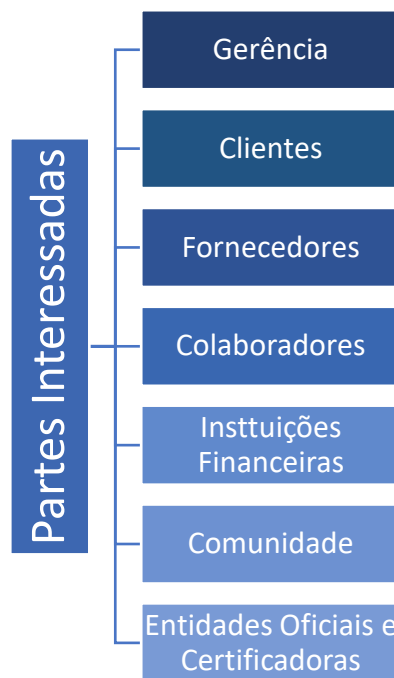 Partes Interessadas
Gerência
Clientes
Fornecedores
Colaboradores
Insttuições
Financeiras
Comunidade
Entidades Oficiais e
Certificadoras